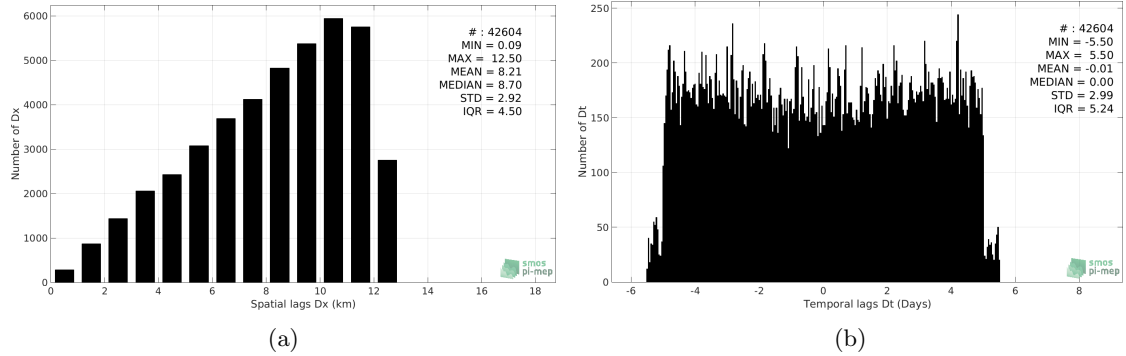 6000
5000
4000
3000
2000
1000
0
Number of Dx
0 2 4 6 8 10 12 14 16 18
Spatial lags Dx (km)
# : 42604
MIN = 0.09
MAX = 12.50
MEAN = 8.21
MEDIAN = 8.70
STD = 2.92
IQR = 4.50
smos
pi-mep
(a)
250
200
150
100
50
0
Number of Dt
-6 -4 -2 0 2 4 6 8
Temporal lags Dt (Days)
# : 42604
MIN = -5.50
MAX = 5.50
MEAN = -0.01
MEDIAN = 0.00
STD = 2.99
IQR = 5.24
smos
pi-mep
(b)